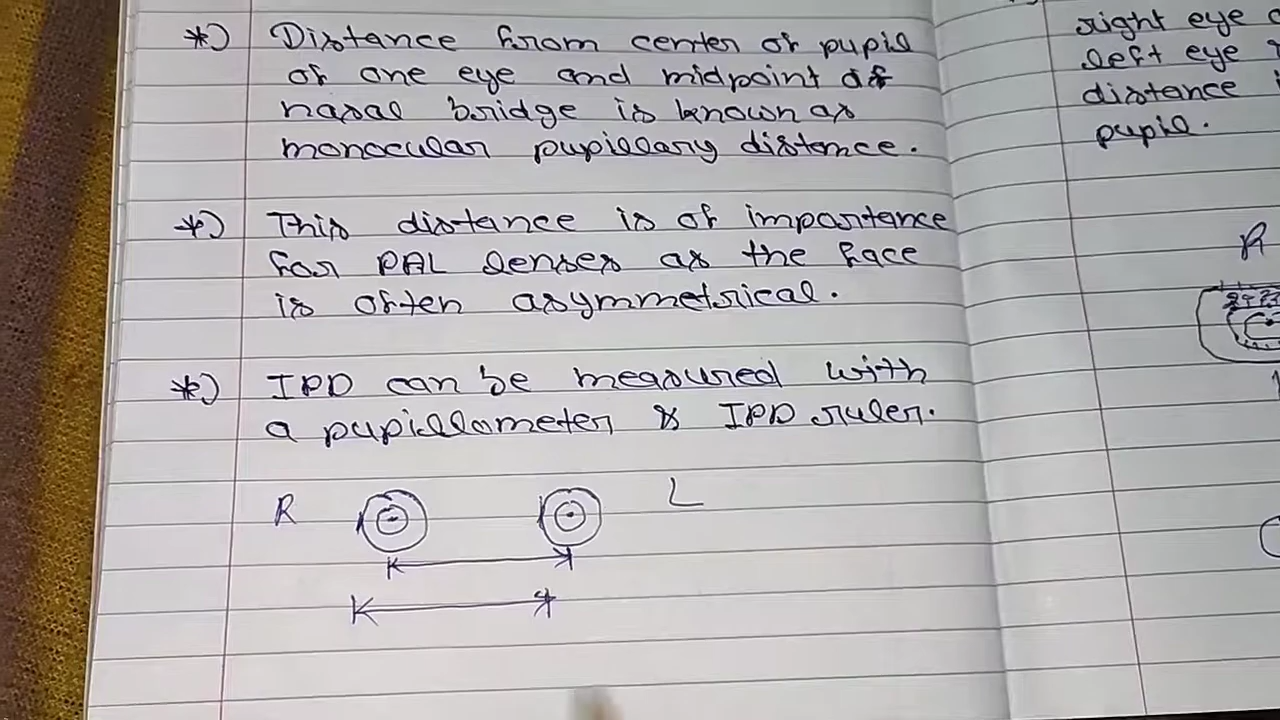 *) Distance from center of pupil
of one eye and midpoint of
nasal bridge is known as
monocular pupillary distance.
*) This distance is of importance
for PAL lenses as the face
is often asymmetrical.
*) IPD can be measured with
a pupillometer & IPD ruler.
R L
right eye
left eye
distance
pupil.
R